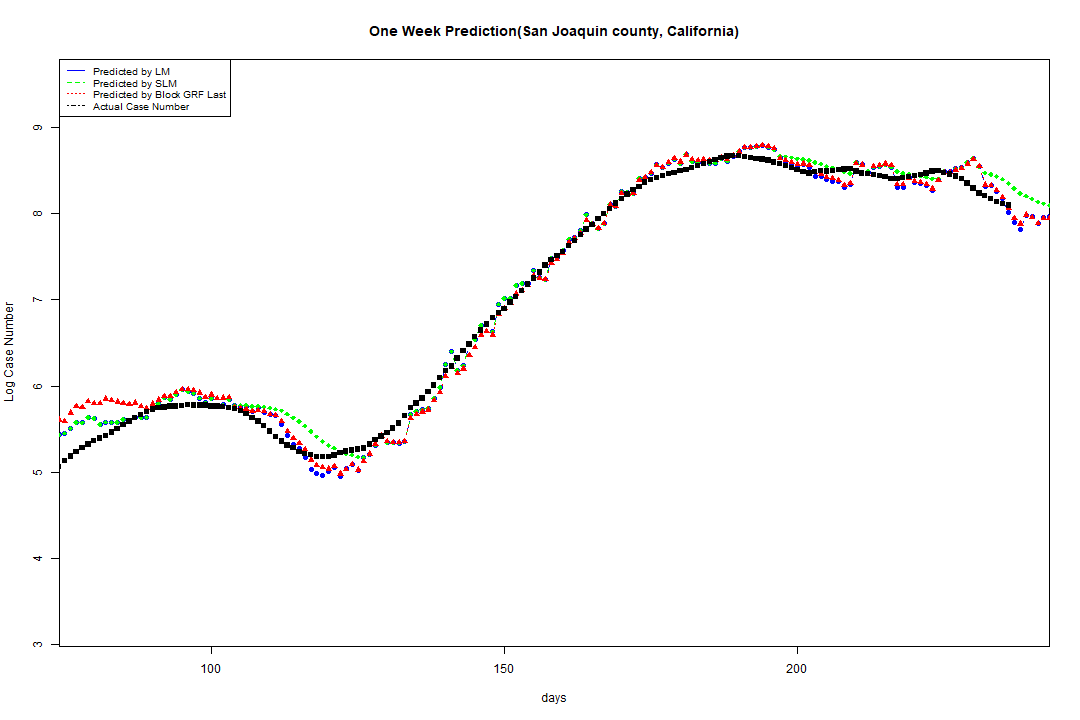 One Week Prediction(San Joaquin county, California)
Predicted by LM
Predicted by SLM
Predicted by Block GRF Last
Actual Case Number
9
8
7
6
5
4
3
Log Case Number
100 150 200
days